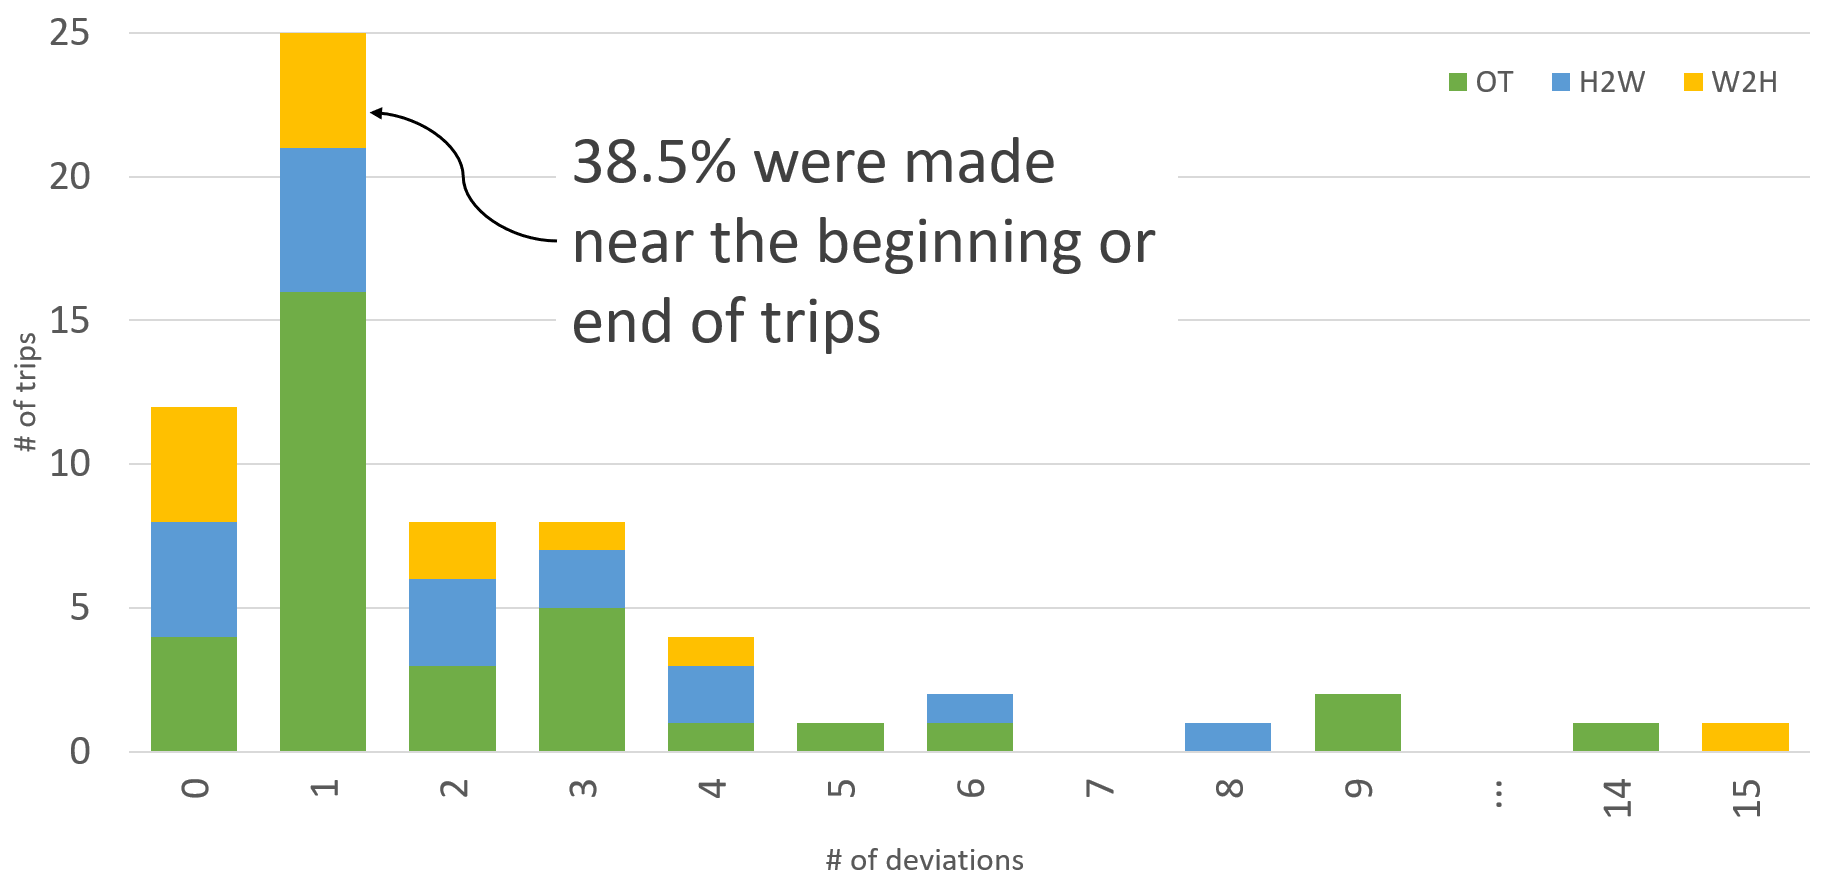 25
20
15
10
5
0
# of trips
OT H2W W2H
38.5% were made
near the beginning or
end of trips
0 1 2 3 4 5 6 7 8 9 ... 14 15
# of deviations